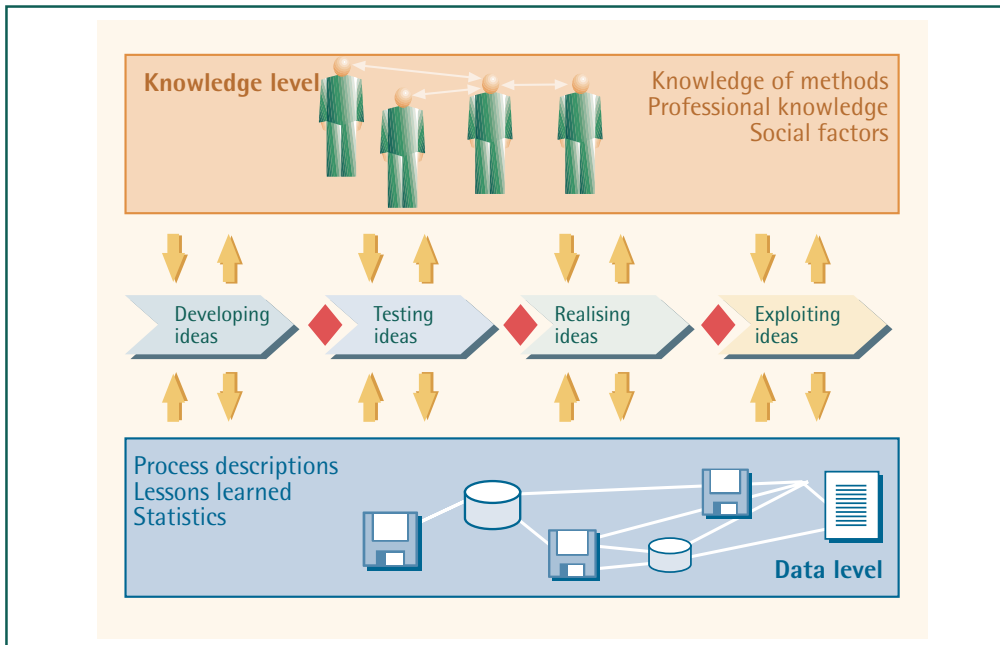 Knowledge level
Knowledge of methods
Professional knowledge
Social factors
Developing
ideas
Testing
ideas
Realising
ideas
Exploiting
ideas
Process descriptions
Lessons learned
Statistics
Data level